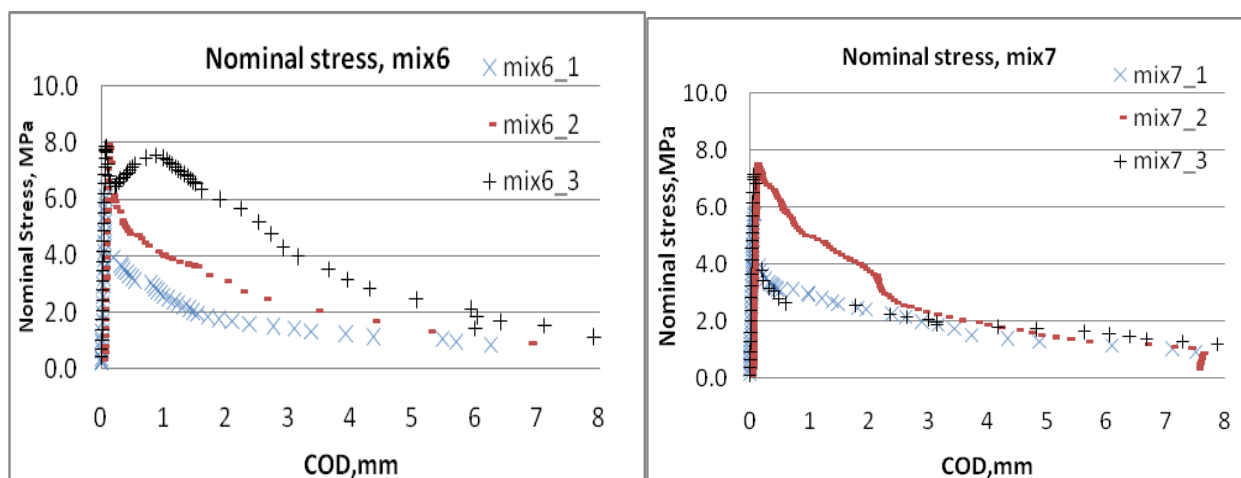 Nominal stress, mix6
mix6_1
mix6_2
mix6_3
Nominal Stress, MPa
10.0
8.0
6.0
4.0
2.0
0.0
0 1 2 3 4 5 6 7 8
COD,mm
Nominal stress, mix7
mix7_1
mix7_2
mix7_3
Nominal stress,MPa
10.0
8.0
6.0
4.0
2.0
0.0
0 1 2 3 4 5 6 7 8
COD,mm